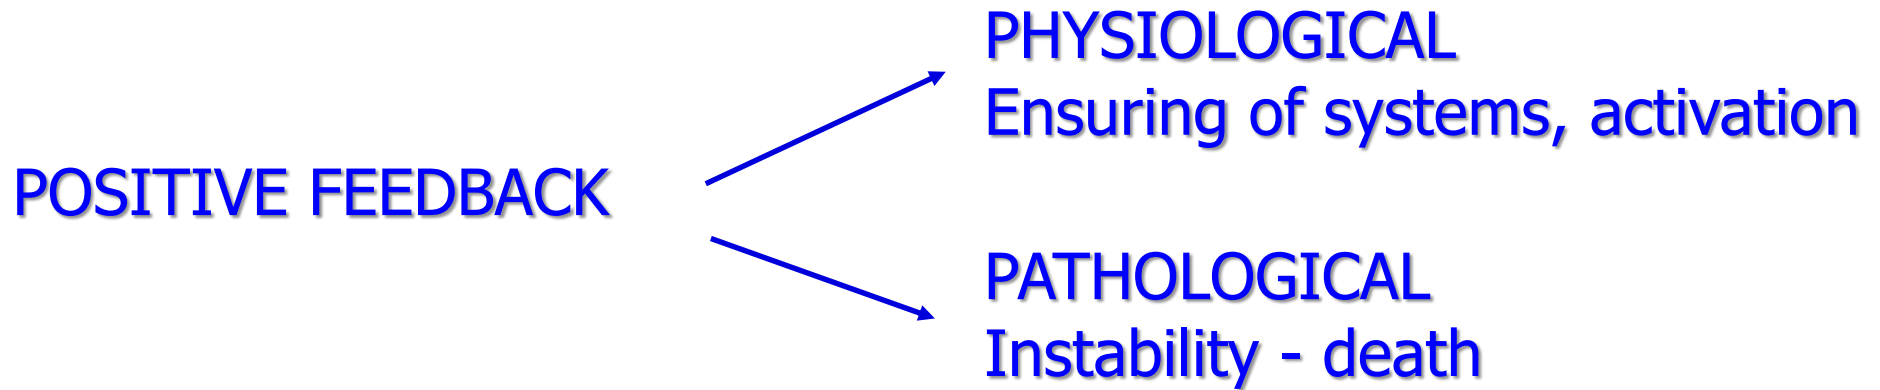 POSITIVE FEEDBACK
PHYSIOLOGICAL
Ensuring of systems, activation
PATHOLOGICAL
Instability - death